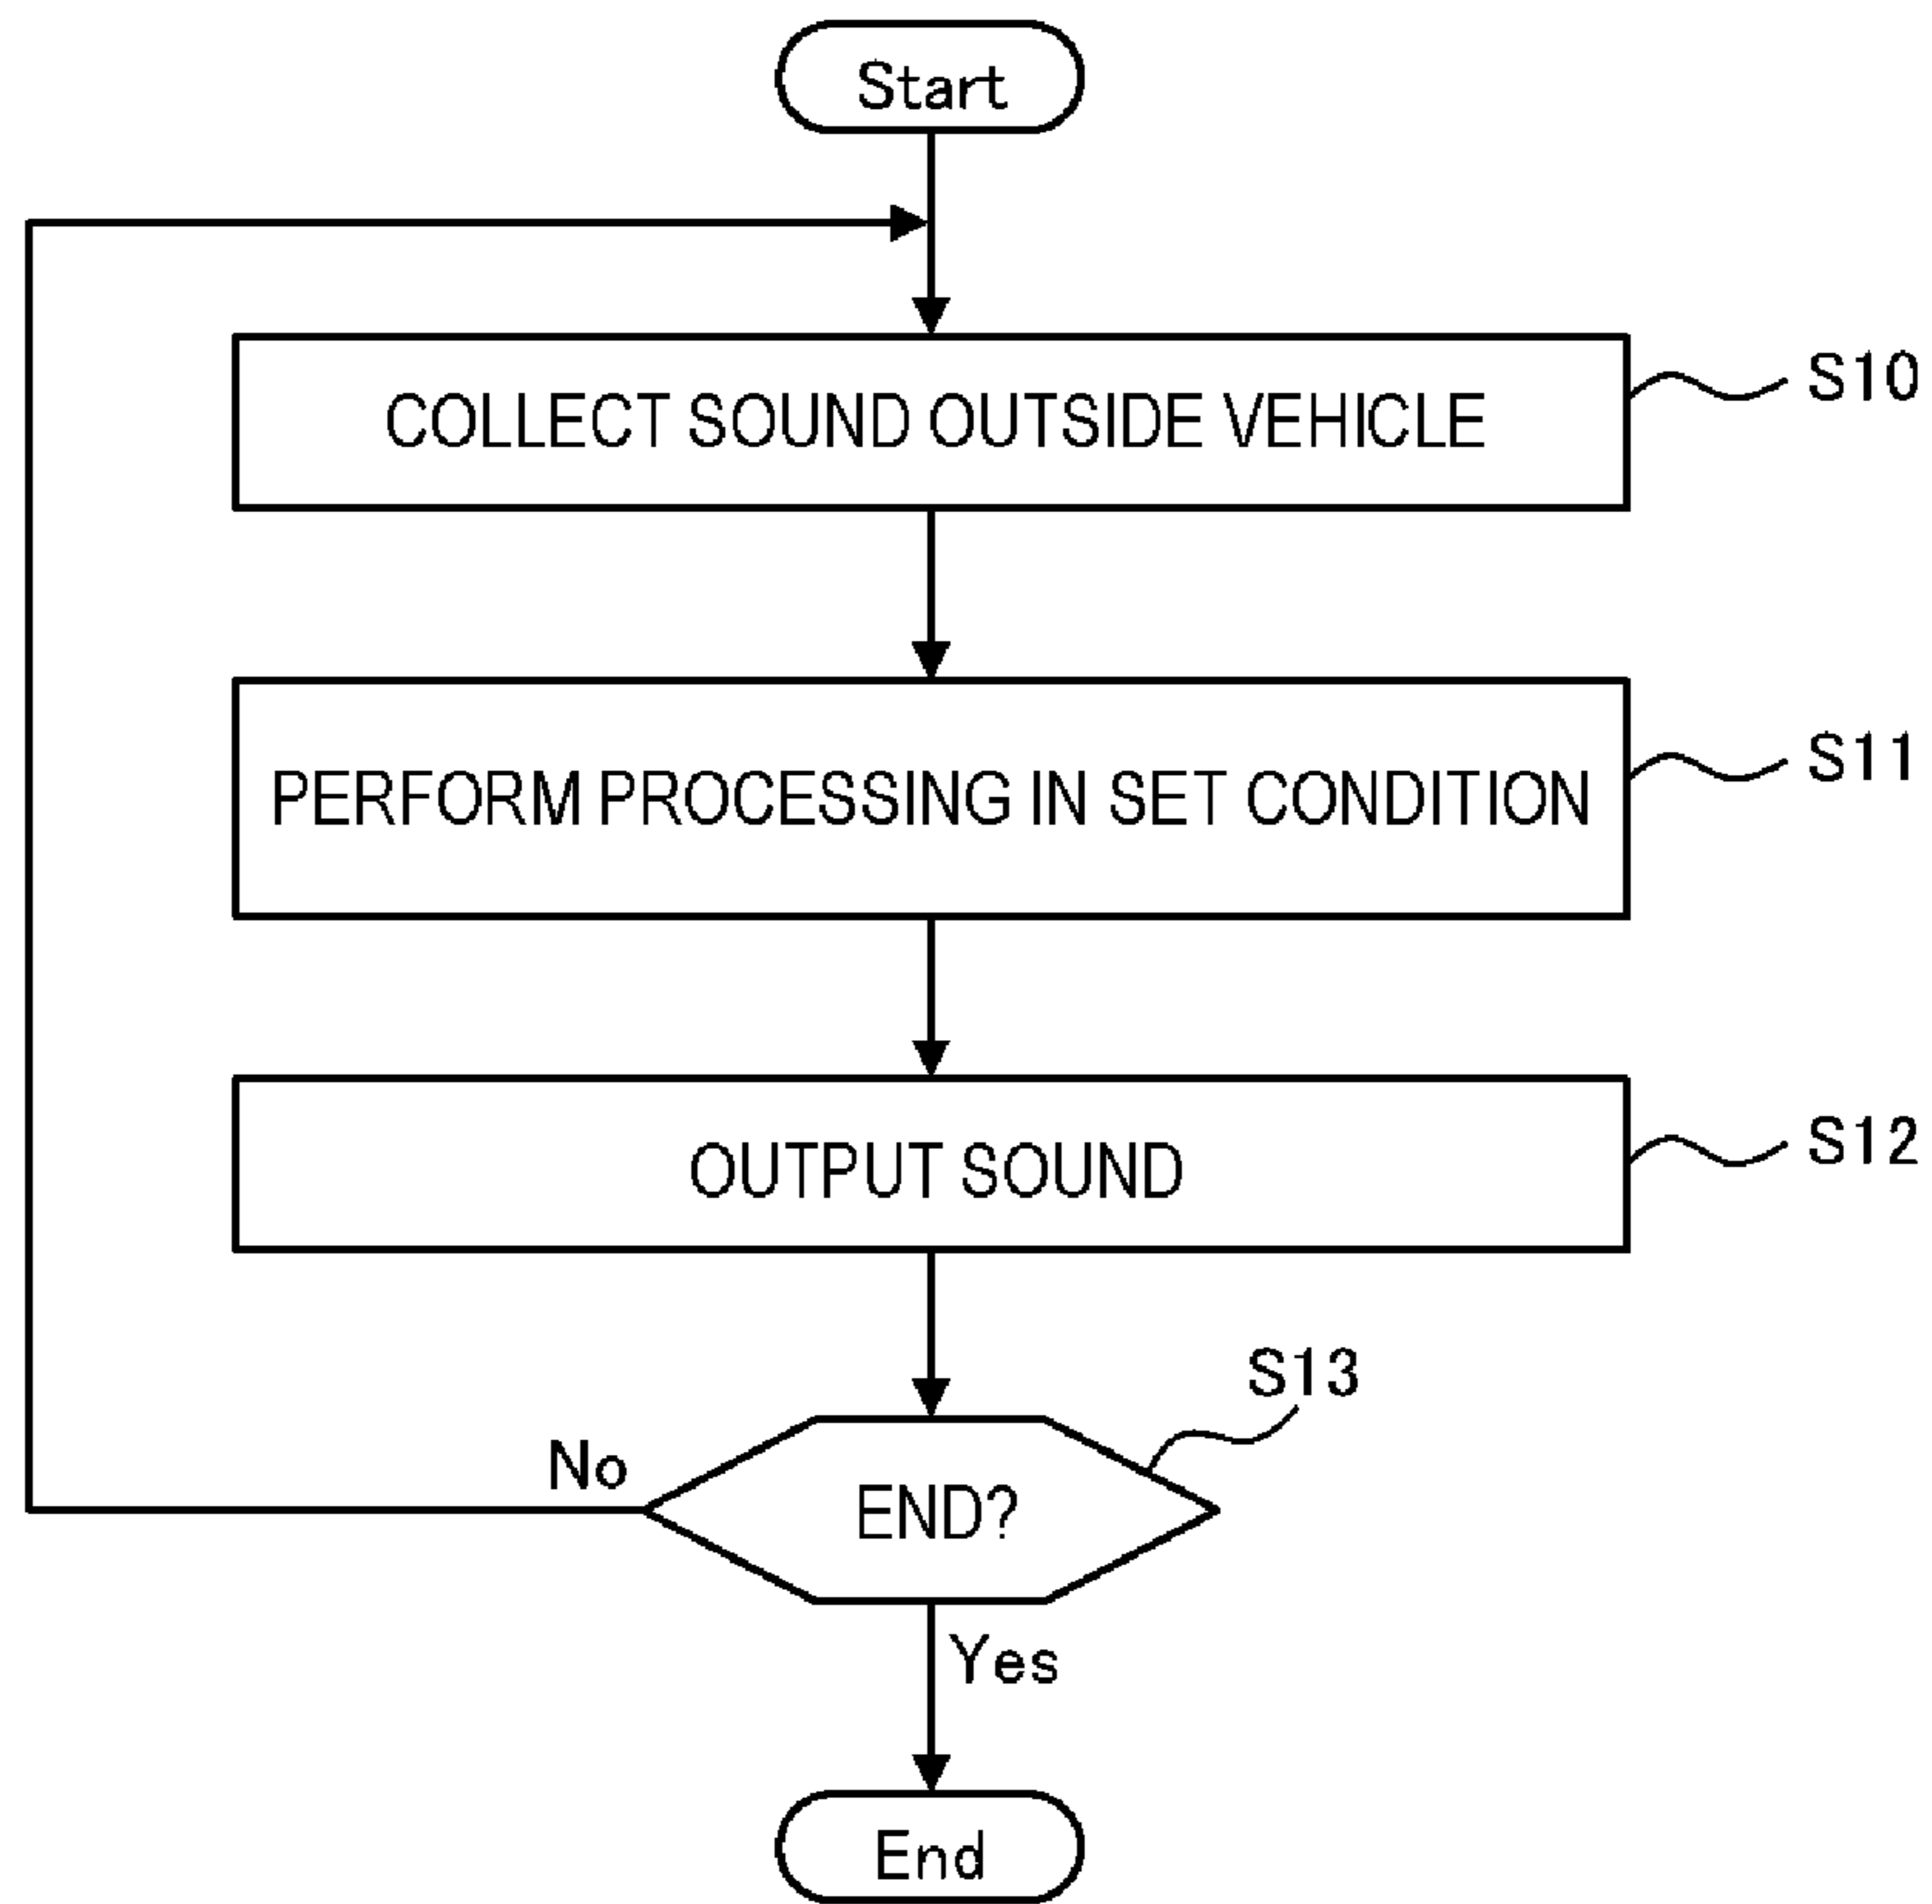 Start
COLLECT SOUND OUTSIDE VEHICLE
S10
PERFORM PROCESSING IN SET CONDITION
S11
OUTPUT SOUND
S12
S13
No
END?
Yes
End